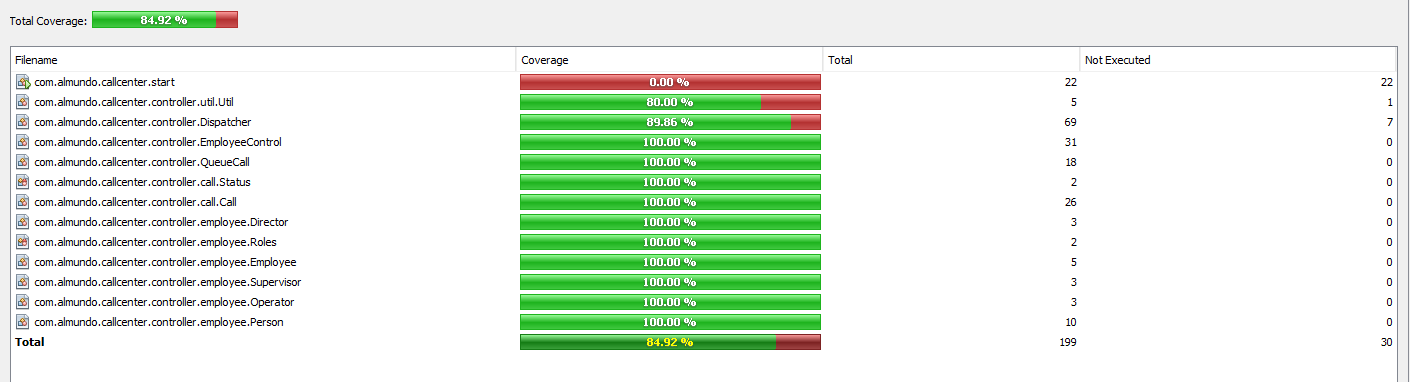 Total Coverage: 84.92 %
Filename Coverage Total Not Executed
com.almundo.callcenter.start 0.00 % 22 22
com.almundo.callcenter.controller.util.Util 80.00 % 5 1
com.almundo.callcenter.controller.Dispatcher 89.86 % 69 7
com.almundo.callcenter.controller.EmployeeControl 100.00 % 31 0
com.almundo.callcenter.controller.QueueCall 100.00 % 18 0
com.almundo.callcenter.controller.call.Status 100.00 % 2 0
com.almundo.callcenter.controller.call.Call 100.00 % 26 0
com.almundo.callcenter.controller.employee.Director 100.00 % 3 0
com.almundo.callcenter.controller.employee.Roles 100.00 % 2 0
com.almundo.callcenter.controller.employee.Employee 100.00 % 5 0
com.almundo.callcenter.controller.employee.Supervisor 100.00 % 3 0
com.almundo.callcenter.controller.employee.Operator 100.00 % 3 0
com.almundo.callcenter.controller.employee.Person 100.00 % 10 0
Total 84.92 % 199 30